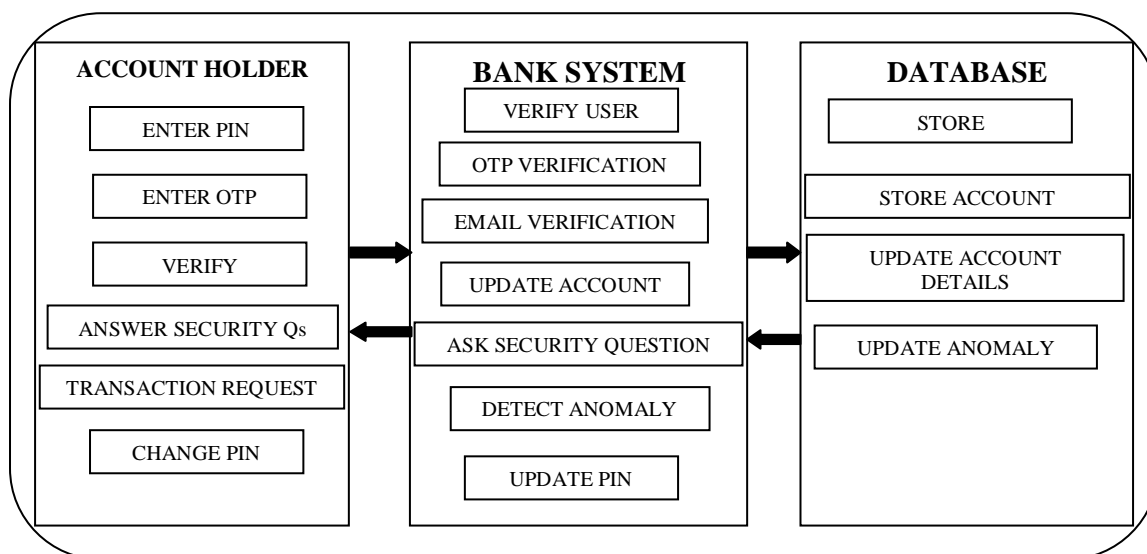 ACCOUNT HOLDER
ENTER PIN
ENTER OTP
VERIFY
ANSWER SECURITY Qs
TRANSACTION REQUEST
CHANGE PIN
BANK SYSTEM
VERIFY USER
OTP VERIFICATION
EMAIL VERIFICATION
UPDATE ACCOUNT
ASK SECURITY QUESTION
DETECT ANOMALY
UPDATE PIN
DATABASE
STORE
STORE ACCOUNT
UPDATE ACCOUNT
DETAILS
UPDATE ANOMALY